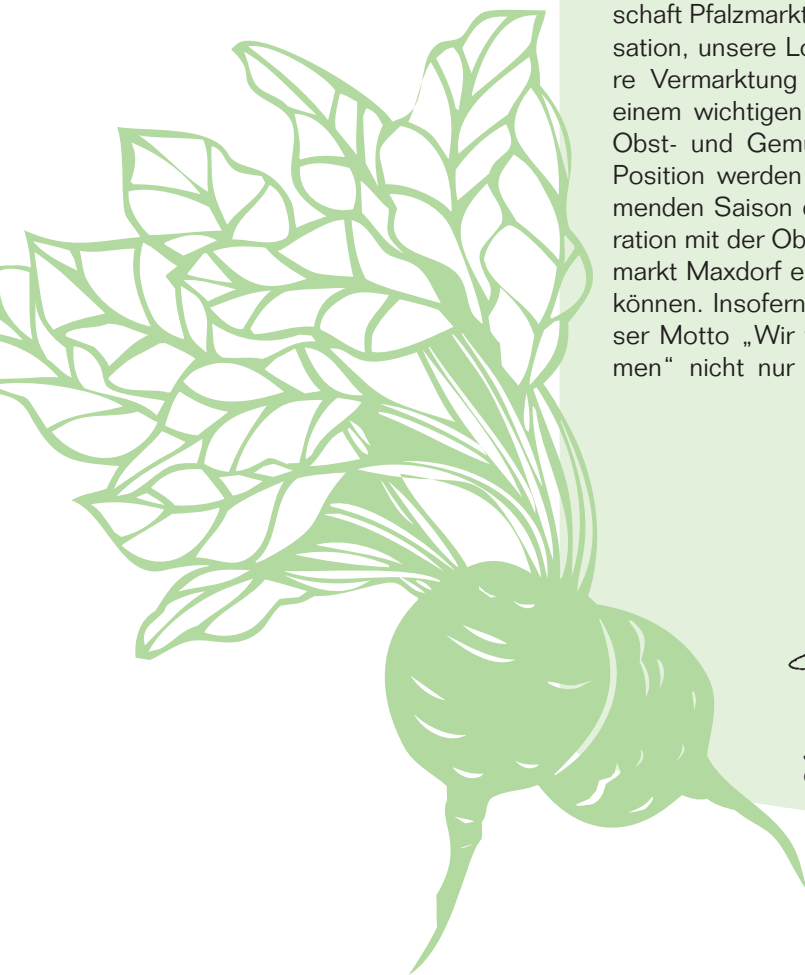 schaft Pfalzmarkt
sation, unsere Lo
re Vermarktung
einem wichtigen
Obst- und Gemü
Position werden
menden Saison
ration mit der Ob
markt Maxdorf e
können. Insofern
ser Motto „Wir
men“ nicht nur